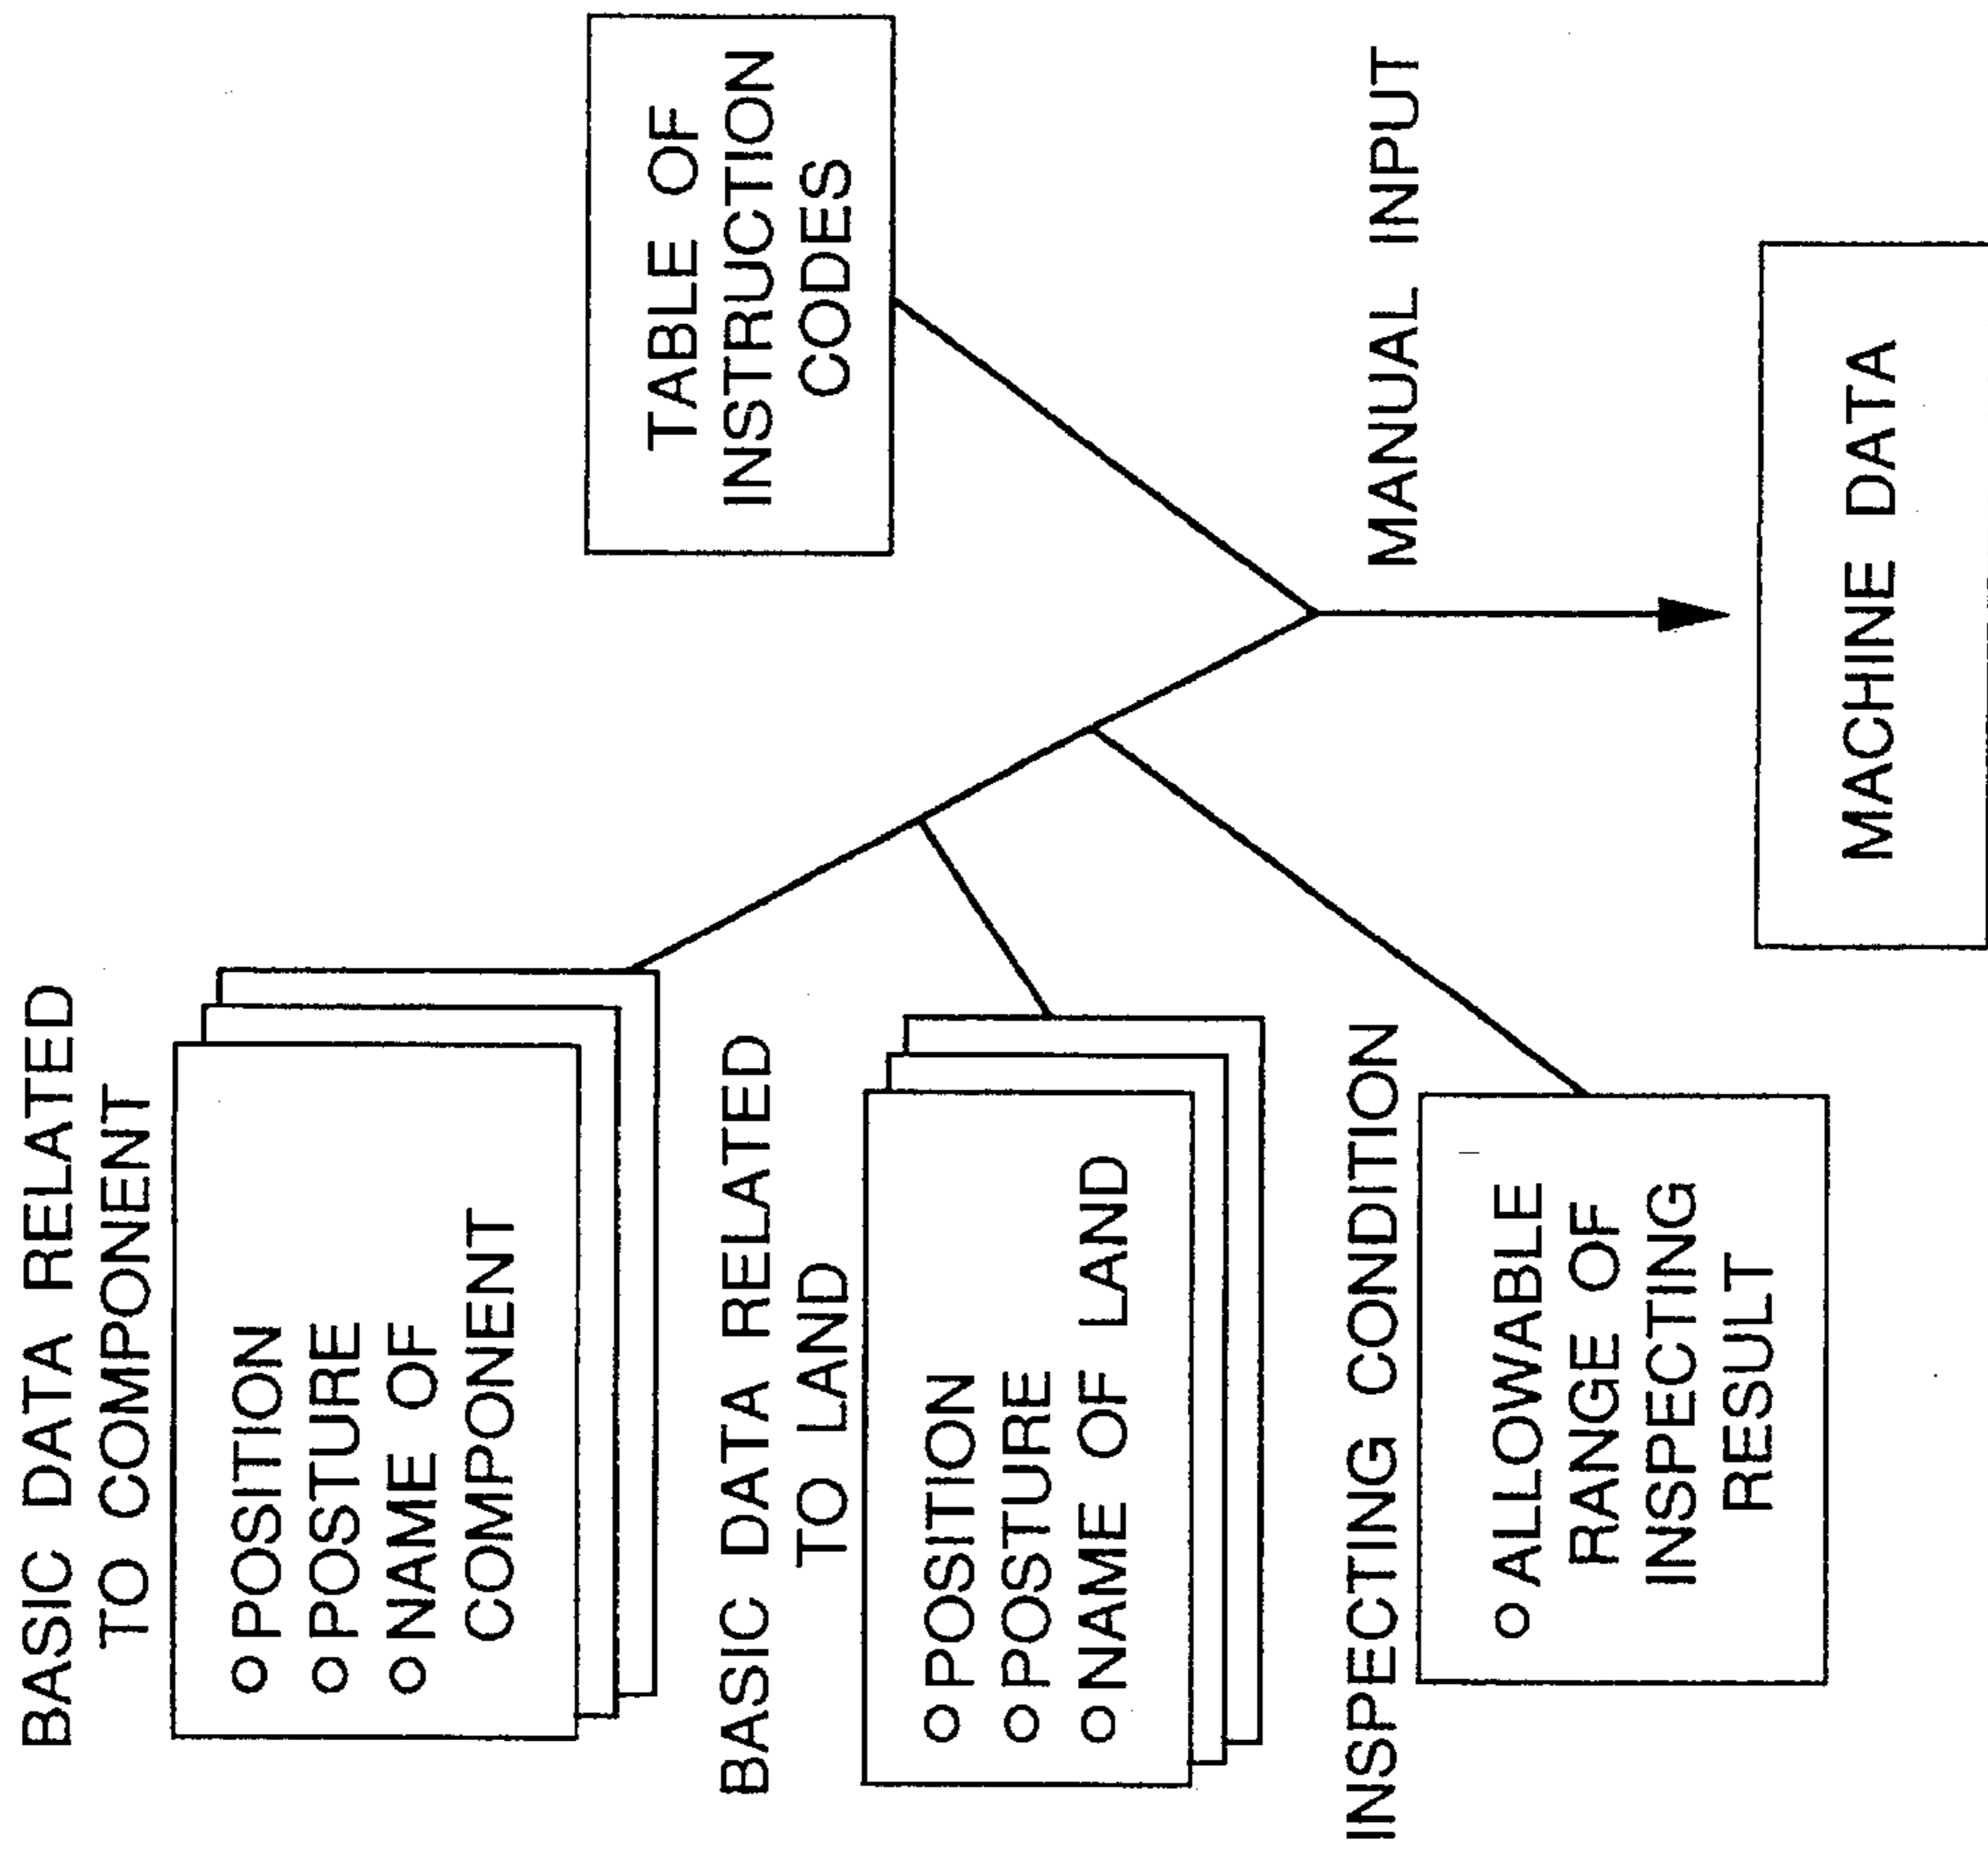 BASIC DATA RELATED
TO COMPONENT
○ POSITION
○ POSTURE
○ NAME OF
COMPONENT
BASIC DATA RELATED
TO LAND
○ POSITION
○ POSTURE
○ NAME OF LAND
INSPECTING CONDITION
○ ALLOWABLE
RANGE OF
INSPECTING
RESULT
TABLE OF
INSTRUCTION
CODES
MANUAL INPUT
MACHINE DATA